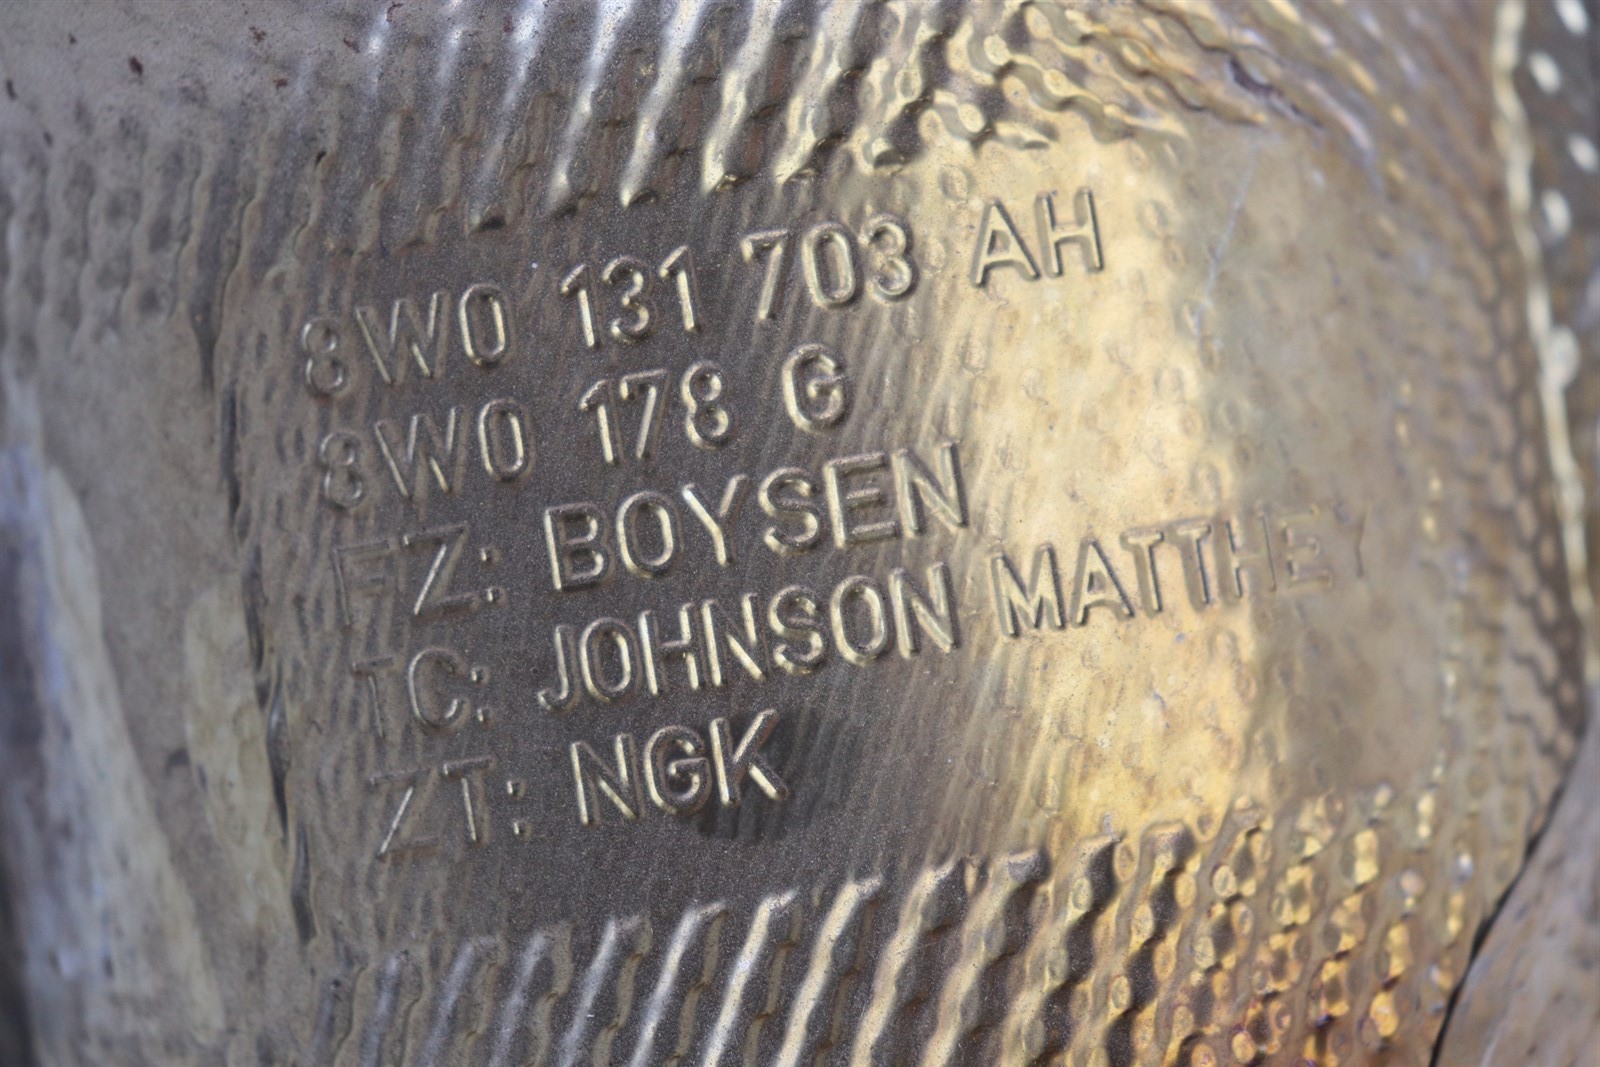 8W0 131 703 AH
8W0 178 G
FZ: BOYSEN
TC: JOHNSON MATTHEY
ZT: NGK